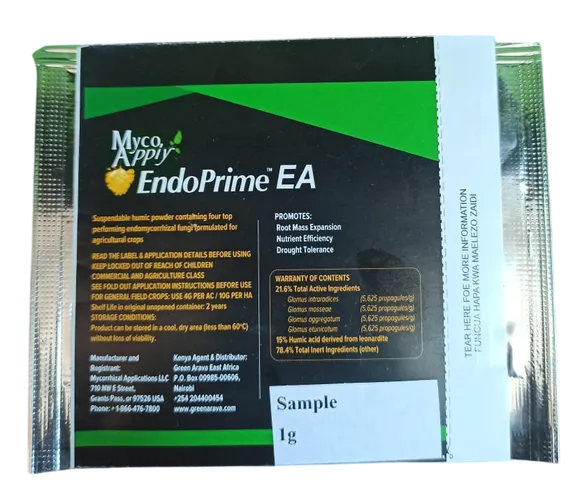 Myco
Apply
EndoPrime™ EA
Suspendable humic powder containing four top
performing endomycorrhizal fungi formulated for
agricultural crops
READ THE LABEL & APPLICATION DETAILS BEFORE USING
KEEP LOCKED OUT OF REACH OF CHILDREN
COMMERCIAL AND AGRICULTURE CLASS
SEE FOLD OUT APPLICATION INSTRUCTIONS BEFORE USE
FOR GENERAL FIELD CROPS: USE 4G PER AC / 10G PER HA
Shelf Life in original unopened container: 2 years
STORAGE CONDITIONS:
Product can be stored in a cool, dry area (less than 60°C)
without loss of viability.
Manufacturer and
Registrant:
Mycorrhizal Applications LLC
710 NW E Street,
Grants Pass, or 97526 USA
Phone: +1-866-476-7800
Kenya Agent & Distributor:
Green Arava East Africa
P.O. Box 00985-00606,
Nairobi
+254 204400454
www.greenarava.com
PROMOTES:
Root Mass Expansion
Nutrient Efficiency
Drought Tolerance
WARRANTY OF CONTENTS
21.6% Total Active Ingredients
Glomus intraradices (5,625 propagules/g)
Glomus mosseae (5,625 propagules/g)
Glomus aggregatum (5,625 propagules/g)
Glomus etunicatum (5,625 propagules/g)
15% Humic acid derived from leonardite
78.4% Total Inert Ingredients (other)
Sample
1g
TEAR HERE FOE MORE INFORMATION
FUNGUA HAPA KWA MAELEZO ZAIDI